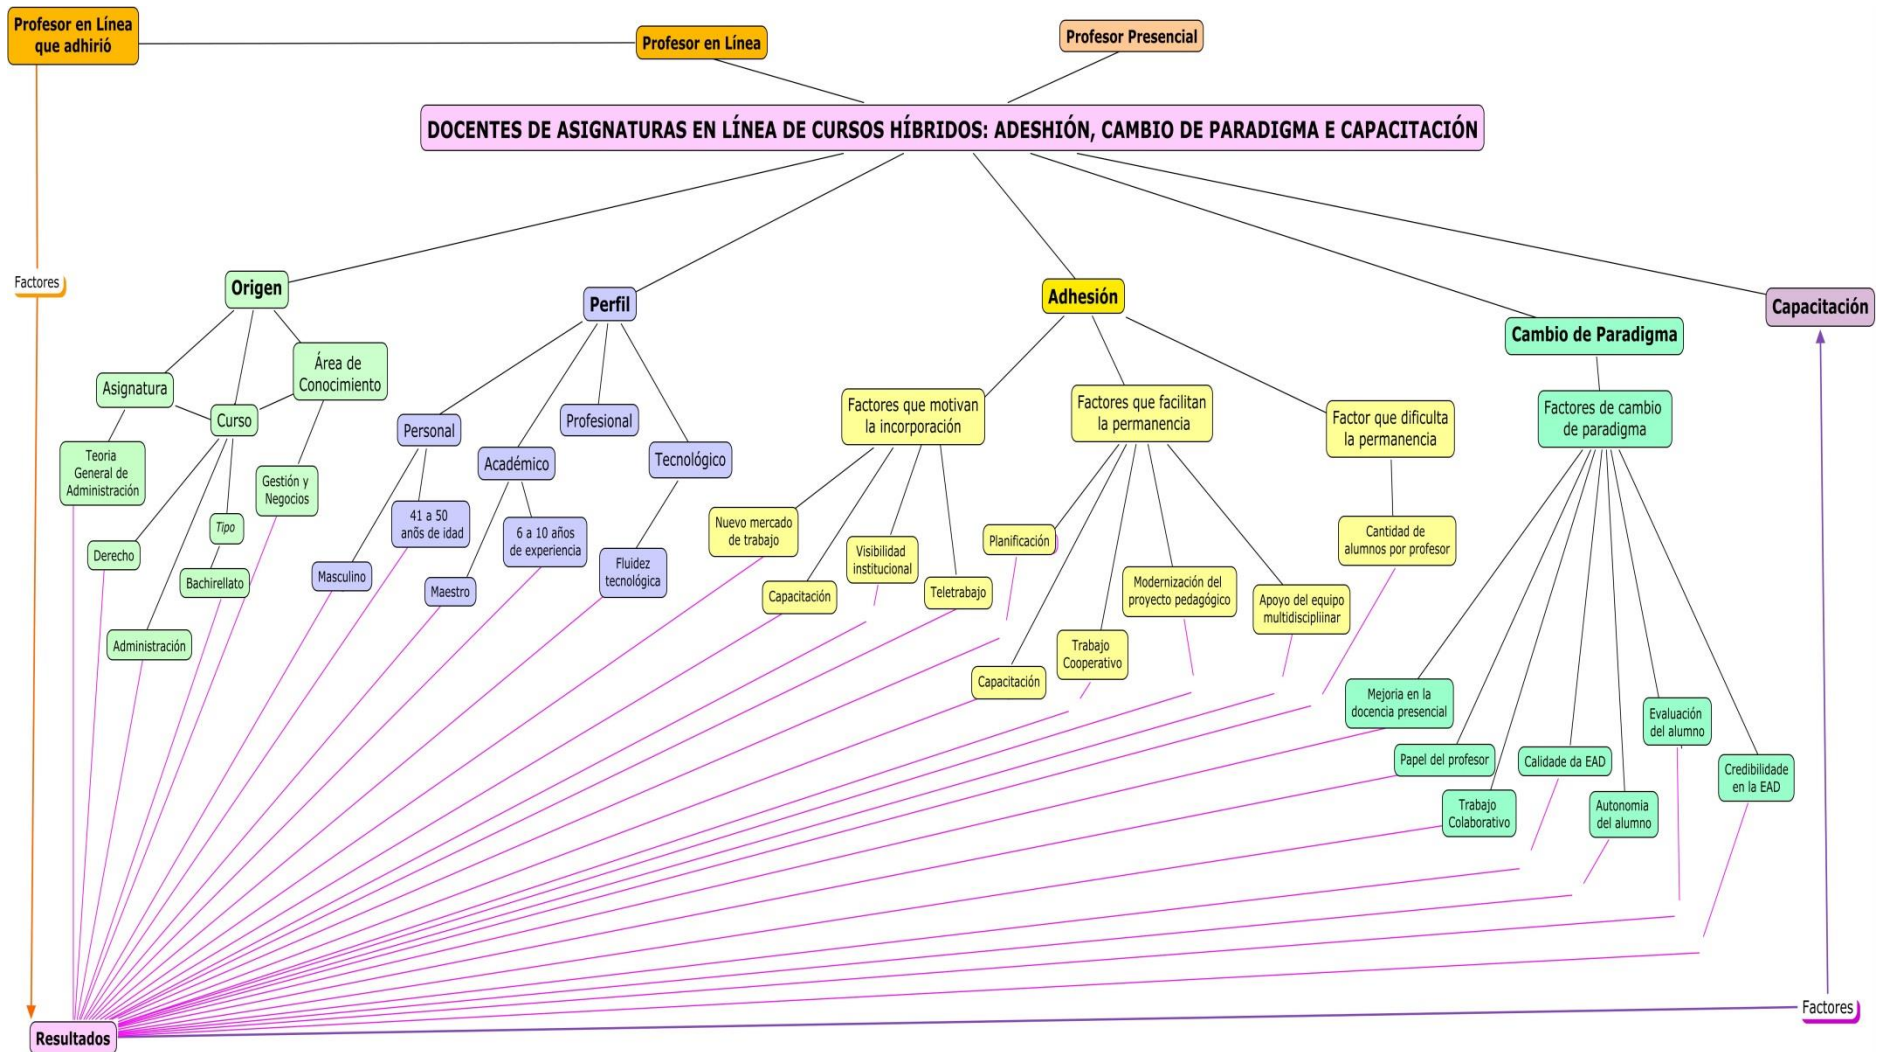 Profesor en Línea
que adhirió
Profesor en Línea
Profesor Presencial
DOCENTES DE ASIGNATURAS EN LÍNEA DE CURSOS HÍBRIDOS: ADESHIÓN, CAMBIO DE PARADIGMA E CAPACITACIÓN
Factores
Origen
Perfil
Adhesión
Cambio de Paradigma
Capacitación
Asignatura
Curso
Área de
Conocimiento
Teoria
General de
Administración
Gestión y
Negocios
Tipo
Derecho
Bachirellato
Administración
Personal
Académico
Profesional
Tecnológico
41 a 50
anõs de idad
6 a 10 años
de experiencia
Masculino
Maestro
Fluidez
tecnológica
Factores que motivan
la incorporación
Factores que facilitan
la permanencia
Factor que dificulta
la permanencia
Nuevo mercado
de trabajo
Capacitación
Visibilidad
institucional
Teletrabajo
Planificación
Capacitación
Trabajo
Cooperativo
Modernización del
proyecto pedagógico
Apoyo del equipo
multidiscipliinar
Cantidad de
alumnos por profesor
Factores de cambio
de paradigma
Mejoria en la
docencia presencial
Papel del profesor
Trabajo
Colaborativo
Calidade da EAD
Autonomia
del alumno
Evaluación
del alumno
Credibilidade
en la EAD
Factores
Resultados